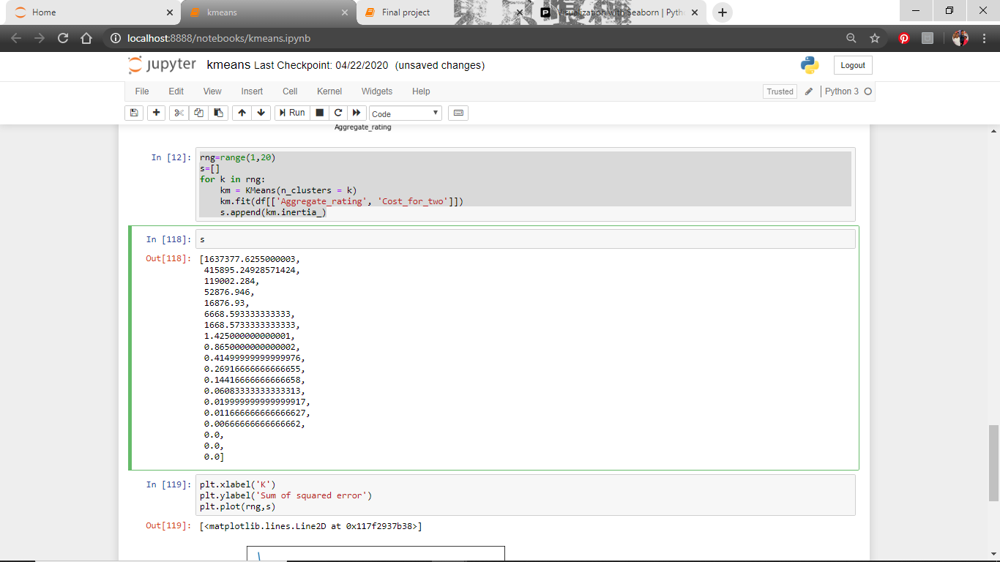 Home
kmeans
Final project
Visualization with Seaborn | Pyth
localhost:8888/notebooks/kmeans.ipynb
jupyter kmeans Last Checkpoint: 04/22/2020 (unsaved changes)
Logout
File Edit View Insert Cell Kernel Widgets Help
Trusted Python 3
Run Code
Aggregate_rating
In [12]: rng=range(1,20)
s=[]
for k in rng:
km = KMeans(n_clusters = k)
km.fit(df[['Aggregate_rating', 'Cost_for_two']])
s.append(km.inertia_)
In [118]: s
Out[118]: [1637377.6255000003,
415895.24928571424,
119002.284,
52876.946,
16876.93,
6668.593333333333,
1668.5733333333333,
1.425000000000001,
0.8650000000000002,
0.41499999999999976,
0.26916666666666655,
0.14416666666666658,
0.06083333333333313,
0.019999999999999917,
0.011666666666666627,
0.00666666666666662,
0.0,
0.0,
0.0]
In [119]: plt.xlabel('K')
plt.ylabel('Sum of squared error')
plt.plot(rng,s)
Out[119]: [<matplotlib.lines.Line2D at 0x117f2937b38>]